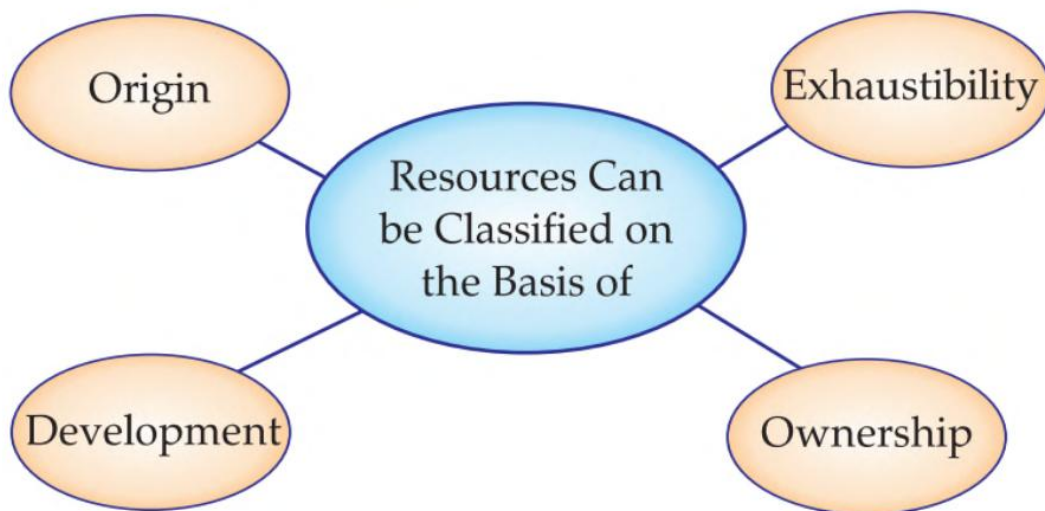 Origin
Exhaustibility
Resources Can
be Classified on
the Basis of
Development
Ownership